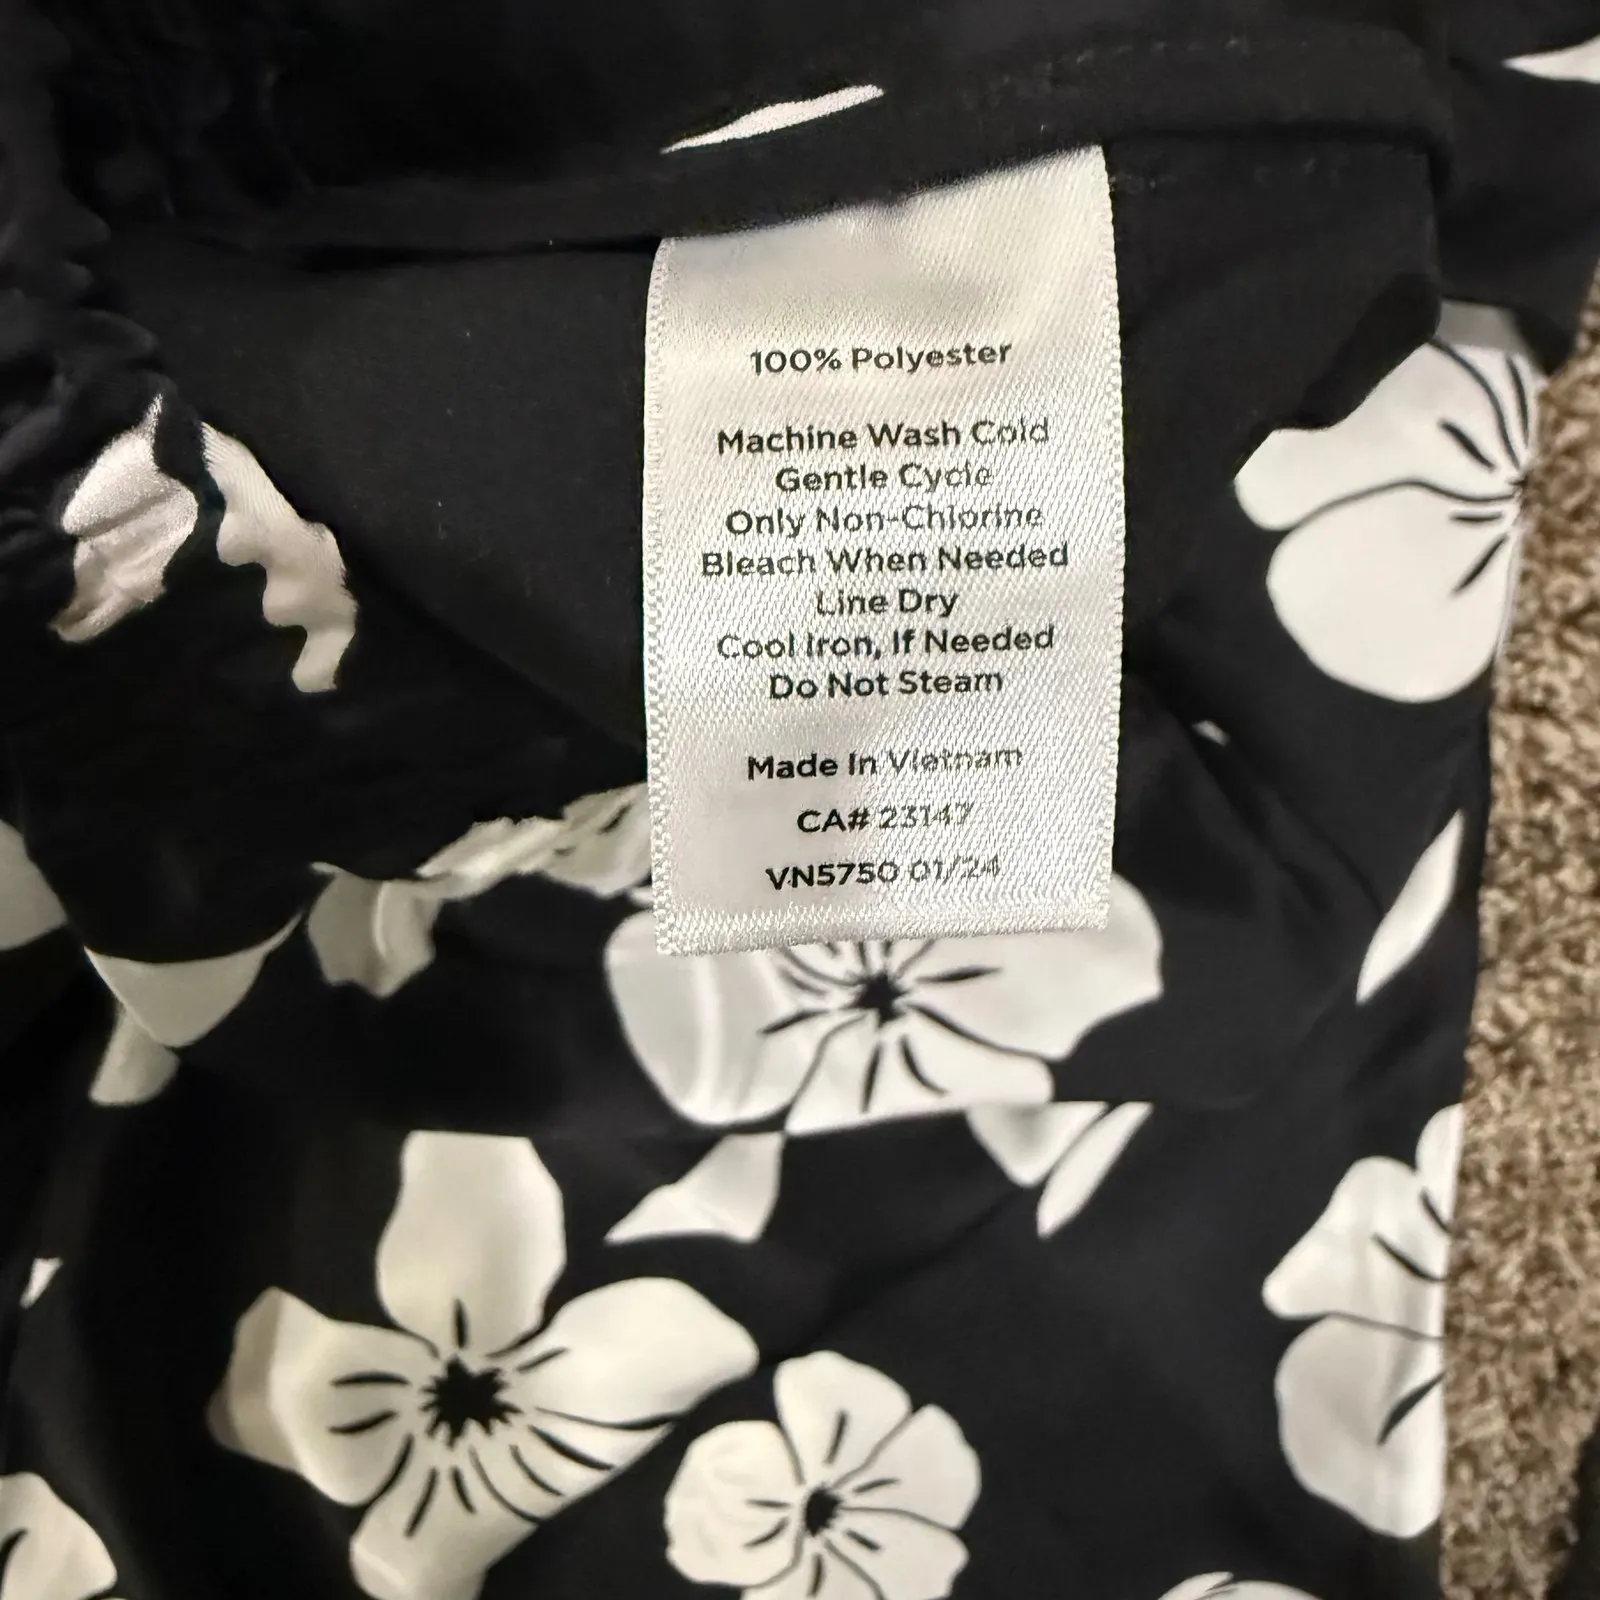 100% Polyester
Machine Wash Cold
Gentle Cycle
Only Non-Chlorine
Bleach When Needed
Line Dry
Cool Iron, If Needed
Do Not Steam
Made In Vietnam
CA# 23147
VN5750 01/24